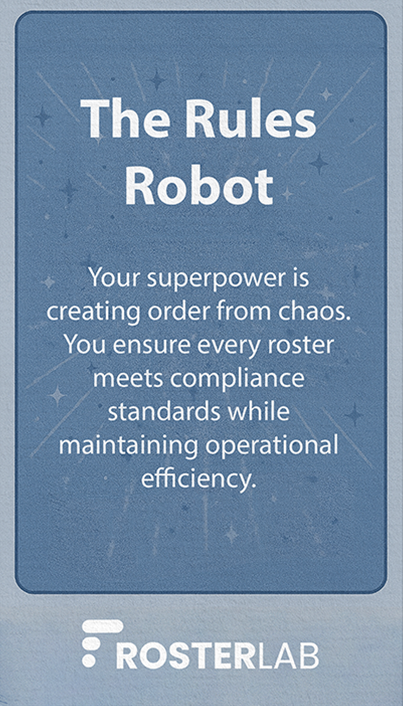 The Rules
Robot
Your superpower is
creating order from chaos.
You ensure every roster
meets compliance
standards while
maintaining operational
efficiency.
ROSTERLAB